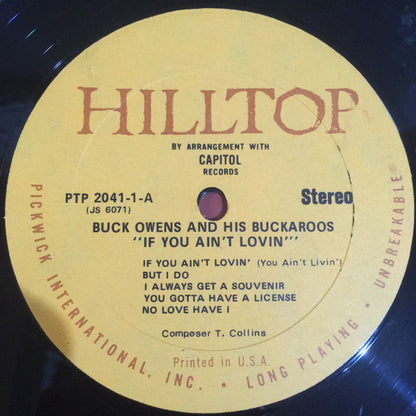 HILLTOP
BY ARRANGEMENT WITH
CAPITOL
RECORDS
PTP 2041-1-A
(JS 6071)
Stereo
BUCK OWENS AND HIS BUCKAROOS
"IF YOU AIN'T LOVIN'"
IF YOU AIN'T LOVIN' (You Ain't Livin')
BUT I DO
I ALWAYS GET A SOUVENIR
YOU GOTTA HAVE A LICENSE
NO LOVE HAVE I
Composer T. Collins
Printed in U.S.A.
PICKWICK INTERNATIONAL, INC. • LONG PLAYING • UNBREAKABLE©